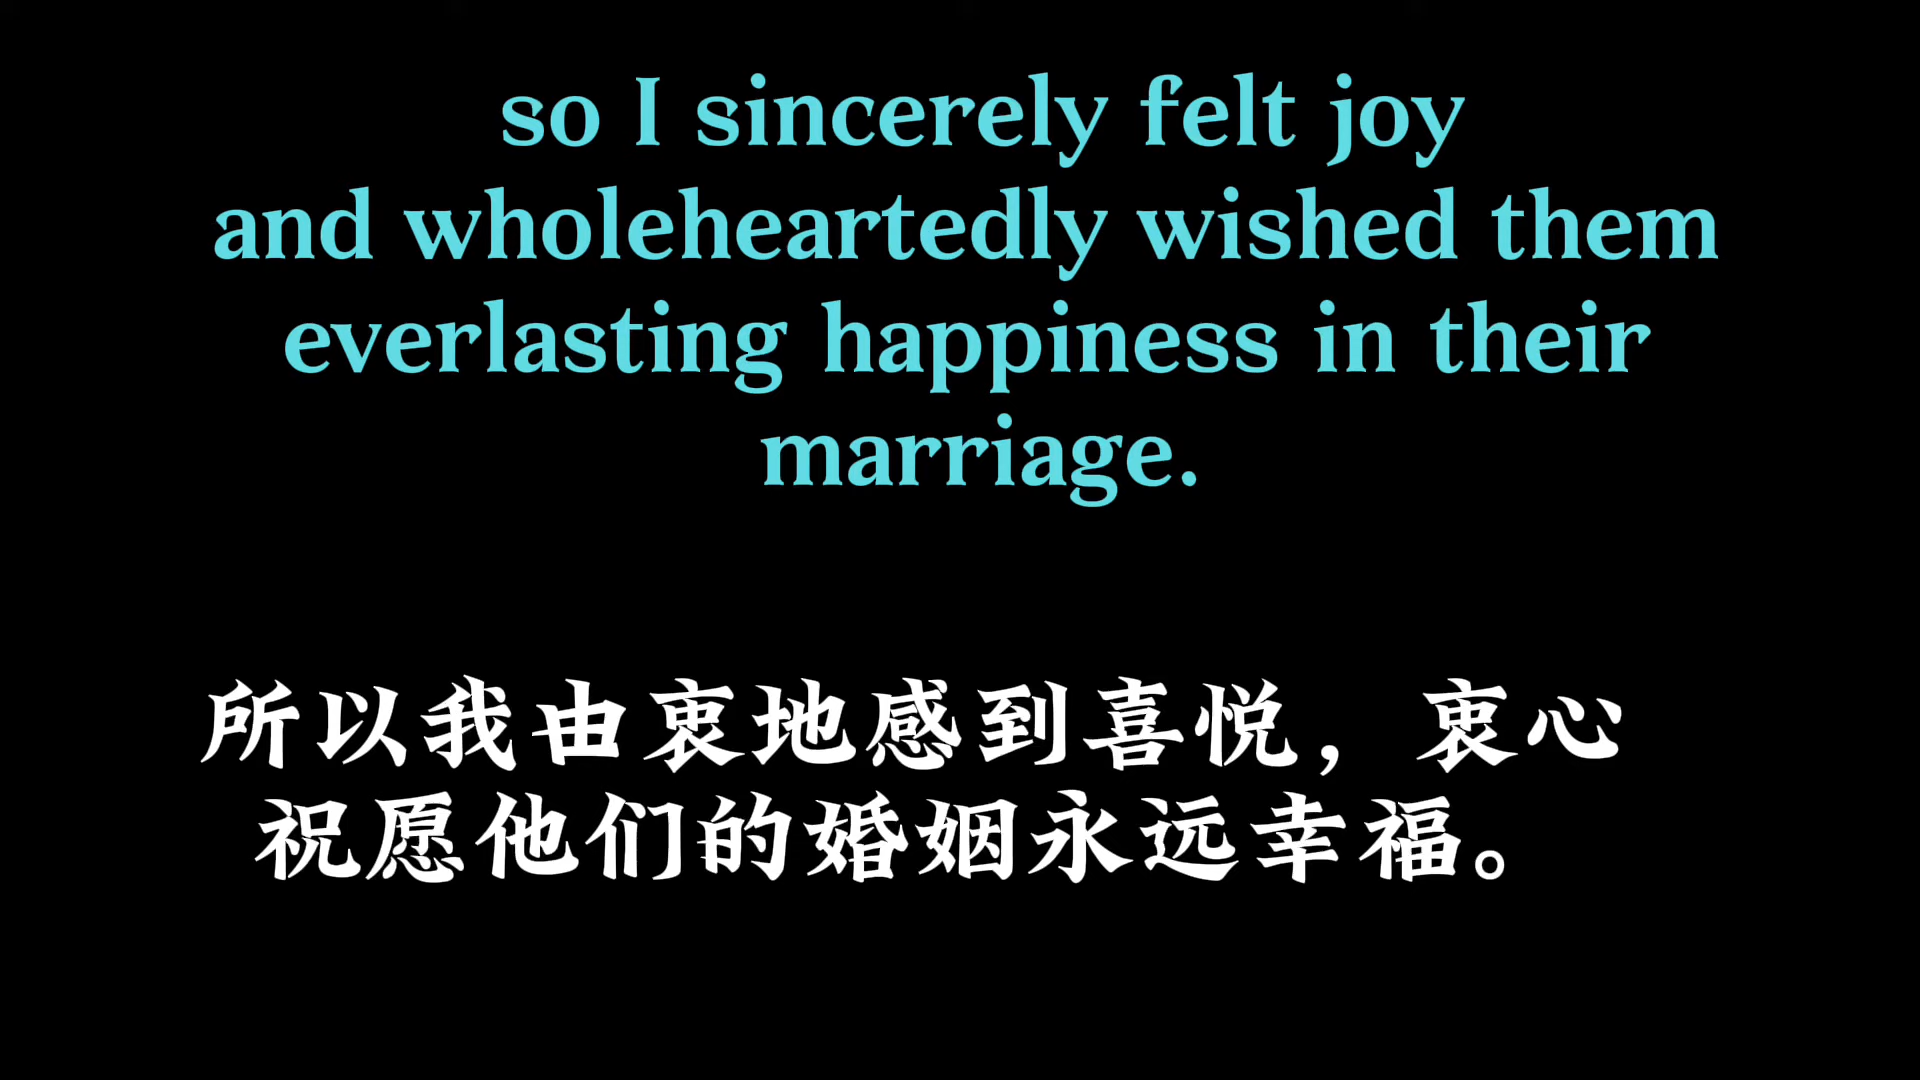 so I sincerely felt joy
and wholeheartedly wished them
everlasting happiness in their
marriage.
所以我由衷地感到喜悦，衷心
祝愿他们的婚姻永远幸福。